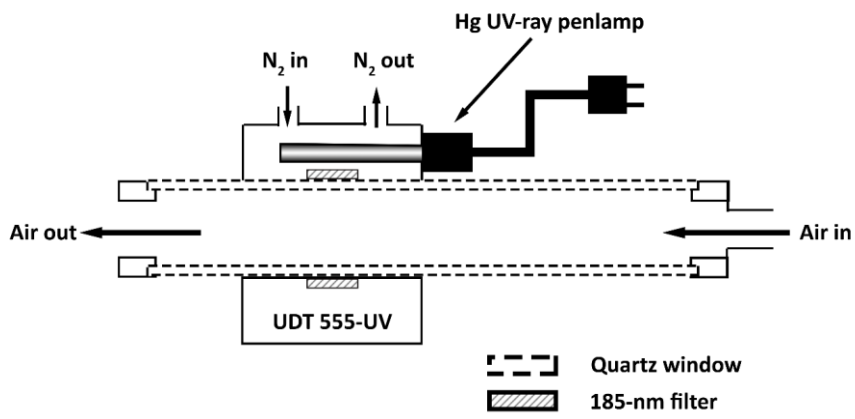 Hg UV-ray penlamp
N₂ in
N₂ out
Air out
Air in
UDT 555-UV
Quartz window
185-nm filter